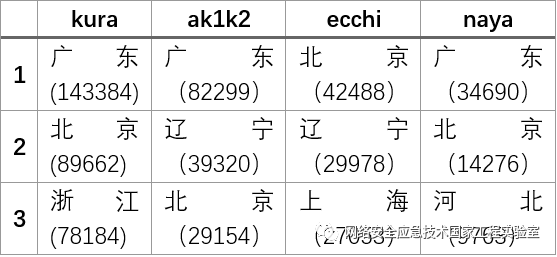 kura ak1k2 ecchi naya
1 广东 广东 北京 广东
(143384) （82299） （42488） （34690）
2 北京 辽宁 辽宁 北京
(89662) （39320） （29978） （14276）
3 浙江 北京 上海 河北
(78184) （29154）
网络安全应急技术国家工程实验室